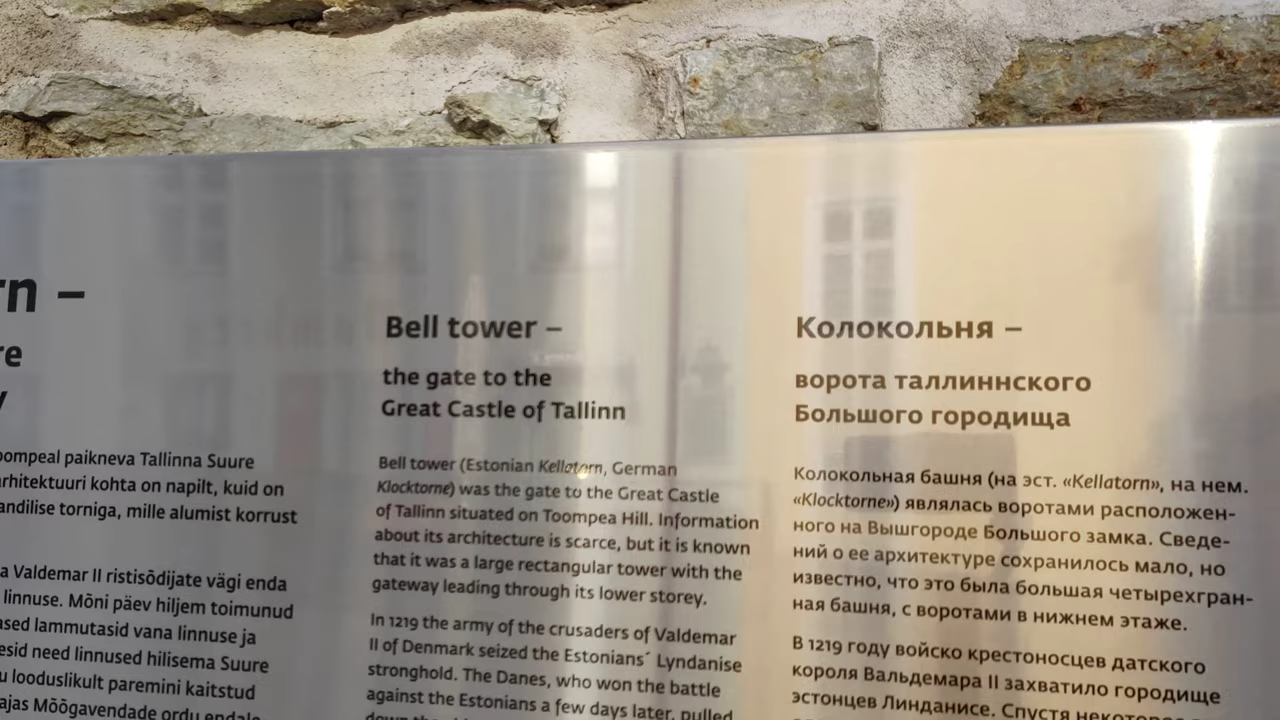 rn –
re
y
oompeal paikneva Tallinna Suure
arhitektuuri kohta on napilt, kuid on
andilise torniga, mille alumist korrust
a Valdemar II ristisõdijate vägi enda
linnuse. Mõni päev hiljem toimunud
ased lammutasid vana linnuse ja
esid need linnused hilisema Suure
u looduslikult paremini kaitstud
ajas Mõõgavendade ordu endale
Bell tower –
the gate to the
Great Castle of Tallinn
Bell tower (Estonian Kellatorn, German
Klocktorne) was the gate to the Great Castle
of Tallinn situated on Toompea Hill. Information
about its architecture is scarce, but it is known
that it was a large rectangular tower with the
gateway leading through its lower storey.
In 1219 the army of the crusaders of Valdemar
II of Denmark seized the Estonians´ Lyndanise
stronghold. The Danes, who won the battle
against the Estonians a few days later, pulled
down the
Колокольня –
ворота таллиннского
Большого городища
Колокольная башня (на эст. «Kellatorn», на нем.
«Klocktorne») являлась воротами расположен-
ного на Вышгороде Большого замка. Сведе-
ний о ее архитектуре сохранилось мало, но
известно, что это была большая четырехгран-
ная башня, с воротами в нижнем этаже.
В 1219 году войско крестоносцев датского
короля Вальдемара II захватило городище
эстонцев Линданисе. Спустя некоторое